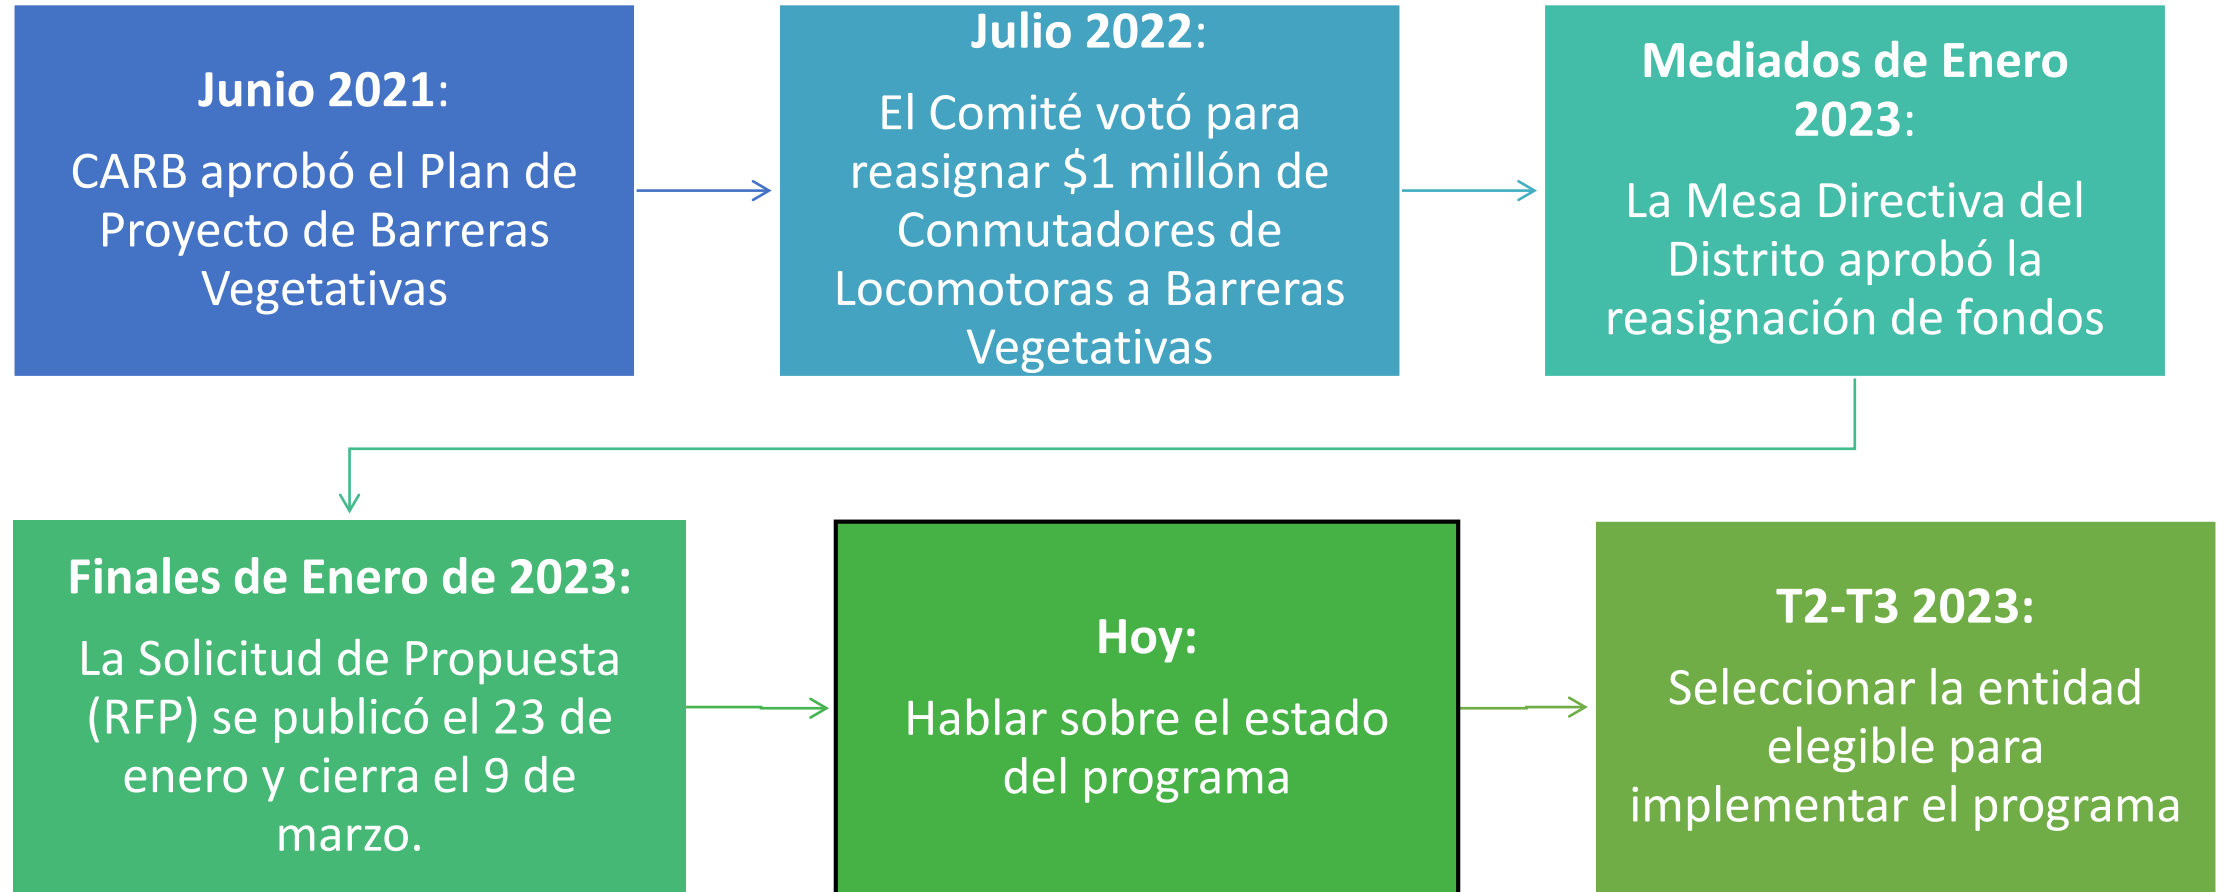 Junio 2021:
CARB aprobó el Plan de
Proyecto de Barreras
Vegetativas
Julio 2022:
El Comité votó para
reasignar $1 millón de
Conmutadores de
Locomotoras a Barreras
Vegetativas
Mediados de Enero
2023:
La Mesa Directiva del
Distrito aprobó la
reasignación de fondos
Finales de Enero de 2023:
La Solicitud de Propuesta
(RFP) se publicó el 23 de
enero y cierra el 9 de
marzo.
Hoy:
Hablar sobre el estado
del programa
T2-T3 2023:
Seleccionar la entidad
elegible para
implementar el programa